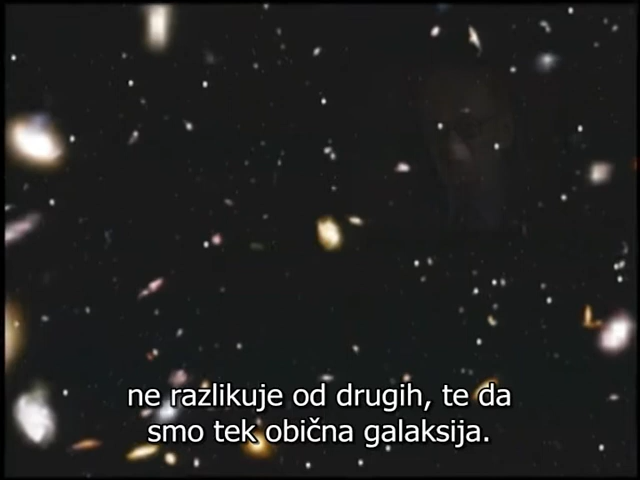 ne razlikuje od drugih, te da
smo tek obična galaksija.